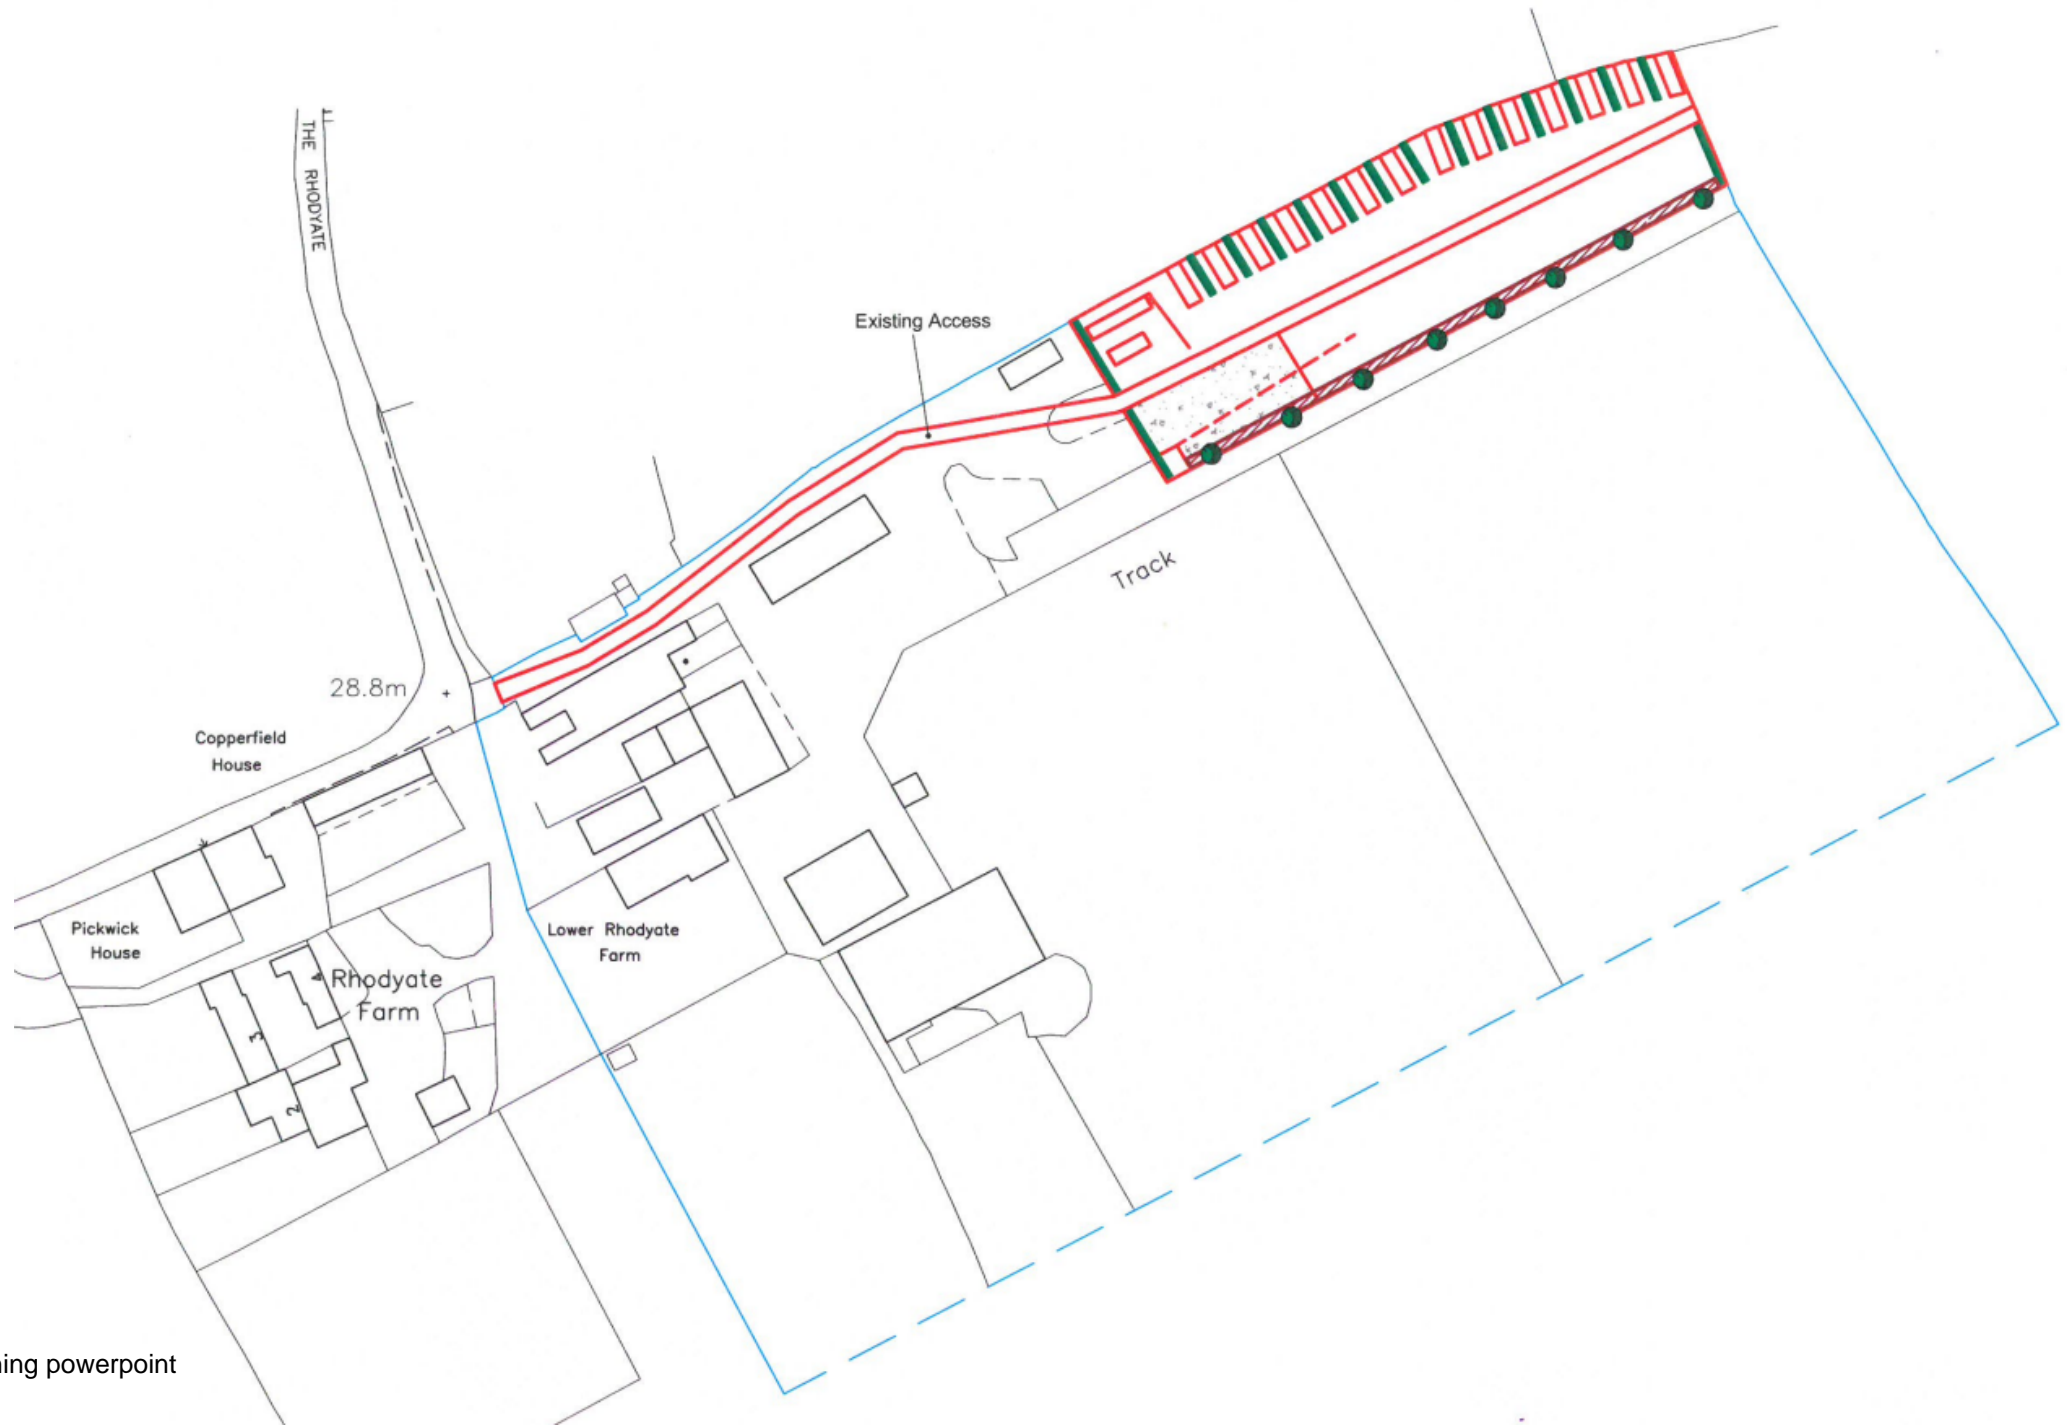 THE RHODYATE
Existing Access
Track
28.8m
Copperfield
House
Pickwick
House
Lower Rhodyate
Farm
Rhodyate
Farm
3
2
ning powerpoint